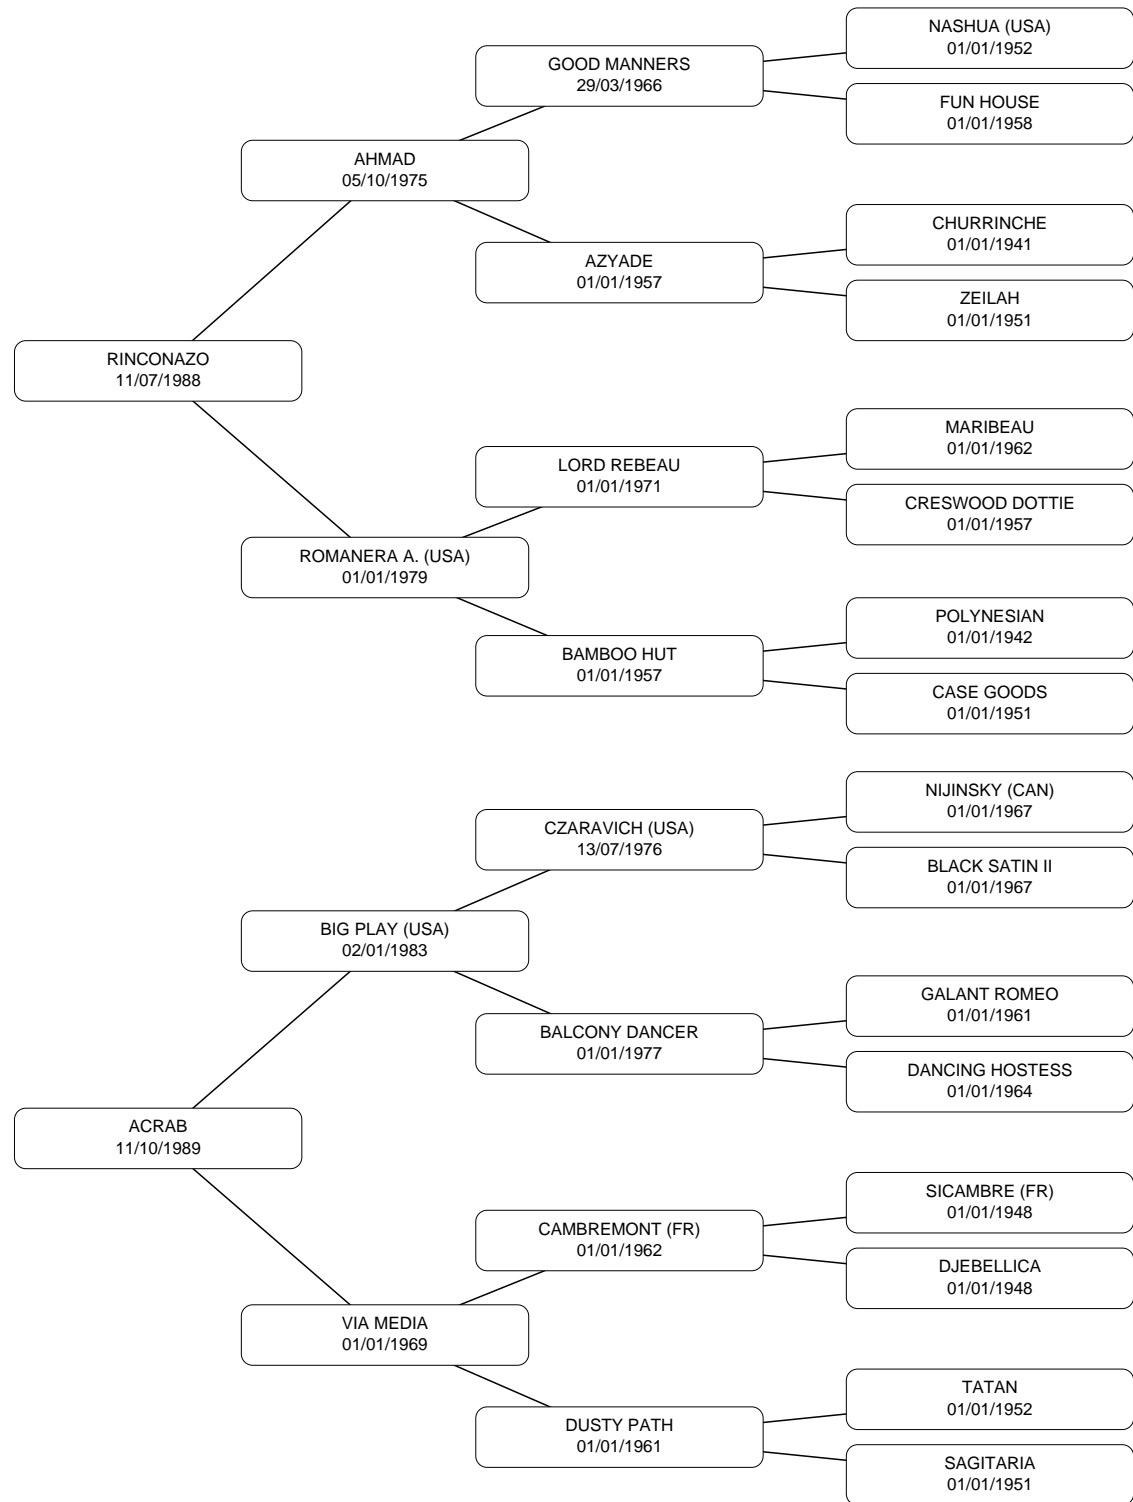 NASHUA (USA)
01/01/1952
GOOD MANNERS
29/03/1966
FUN HOUSE
01/01/1958
AHMAD
05/10/1975
CHURRINCHE
01/01/1941
AZYADE
01/01/1957
ZEILAH
01/01/1951
RINCONAZO
11/07/1988
MARIBEAU
01/01/1962
LORD REBEAU
01/01/1971
CRESWOOD DOTTIE
01/01/1957
ROMANERA A. (USA)
01/01/1979
POLYNESIAN
01/01/1942
BAMBOO HUT
01/01/1957
CASE GOODS
01/01/1951
NIJINSKY (CAN)
01/01/1967
CZARAVICH (USA)
13/07/1976
BLACK SATIN II
01/01/1967
BIG PLAY (USA)
02/01/1983
GALANT ROMEO
01/01/1961
BALCONY DANCER
01/01/1977
DANCING HOSTESS
01/01/1964
ACRAB
11/10/1989
SICAMBRE (FR)
01/01/1948
CAMBREMONT (FR)
01/01/1962
DJEBELLICA
01/01/1948
VIA MEDIA
01/01/1969
TATAN
01/01/1952
DUSTY PATH
01/01/1961
SAGITARIA
01/01/1951